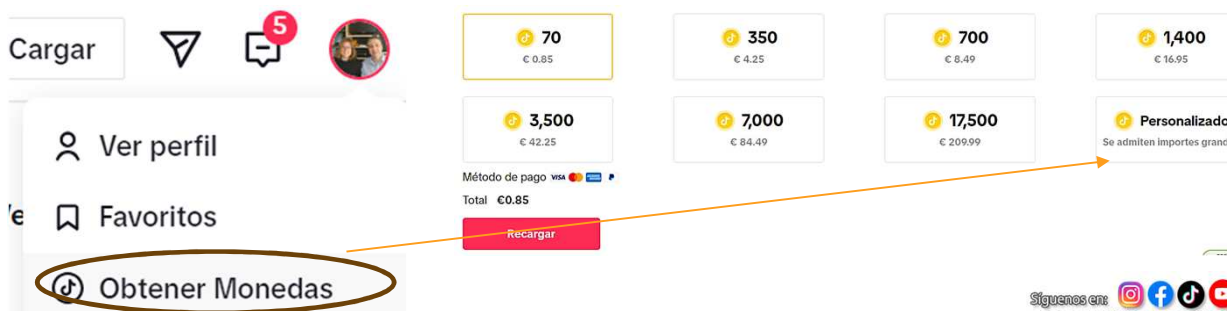 Cargar
5
Ver perfil
Favoritos
Obtener Monedas
70
€ 0.85
350
€ 4.25
700
€ 8.49
1,400
€ 16.95
3,500
€ 42.25
7,000
€ 84.49
17,500
€ 209.99
Personalizado
Se admiten importes grand
Método de pago VISA
Total €0.85
Recargar
Síguenos en: